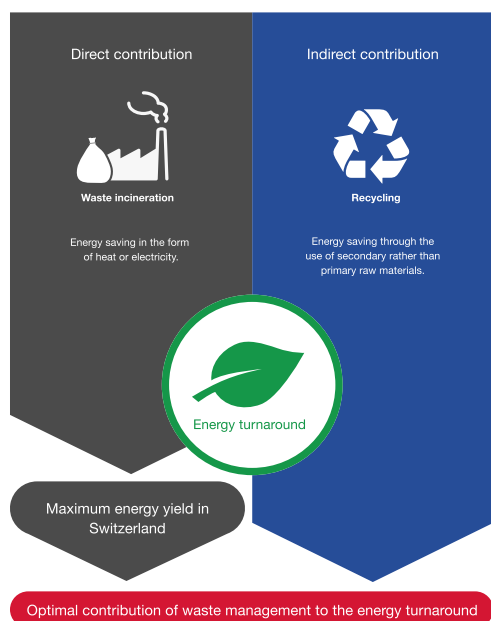 Direct contribution
Indirect contribution
Waste incineration
Recycling
Energy saving in the form
of heat or electricity.
Energy saving through the
use of secondary rather than
primary raw materials.
Energy turnaround
Maximum energy yield in
Switzerland
Optimal contribution of waste management to the energy turnaround